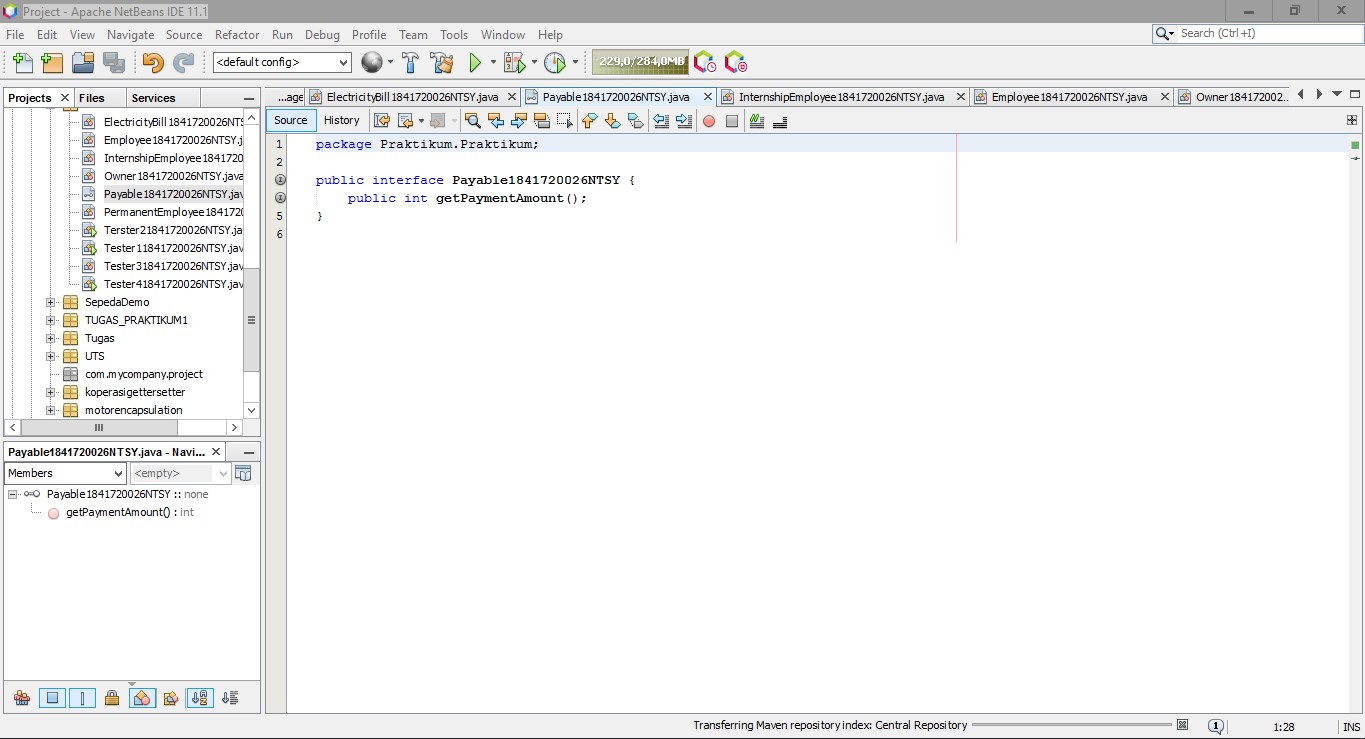 Project - Apache NetBeans IDE 11.1
File Edit View Navigate Source Refactor Run Debug Profile Team Tools Window Help
Search (Ctrl+I)
<default config>
229,0/284,0MB
Projects Files Services
ElectricityBill1841720026NTS
Employee1841720026NTSY.j
InternshipEmployee1841720
Owner1841720026NTSY.java
Payable1841720026NTSY.jav
PermanentEmployee184172
Terster21841720026NTSY.ja
Tester11841720026NTSY.jav
Tester31841720026NTSY.jav
Tester41841720026NTSY.jav
SepedaDemo
TUGAS_PRAKTIKUM1
Tugas
UTS
com.mycompany.project
koperasigettersetter
motorencapsulation
...age ElectricityBill1841720026NTSY.java Payable1841720026NTSY.java InternshipEmployee1841720026NTSY.java Employee1841720026NTSY.java Owner184172002...
Source History
1 package Praktikum.Praktikum;
2
public interface Payable1841720026NTSY {
public int getPaymentAmount();
5 }
6
Payable1841720026NTSY.java - Navi...
Members <empty>
Payable1841720026NTSY :: none
getPaymentAmount() : int
Transferring Maven repository index: Central Repository 1 1:28 INS